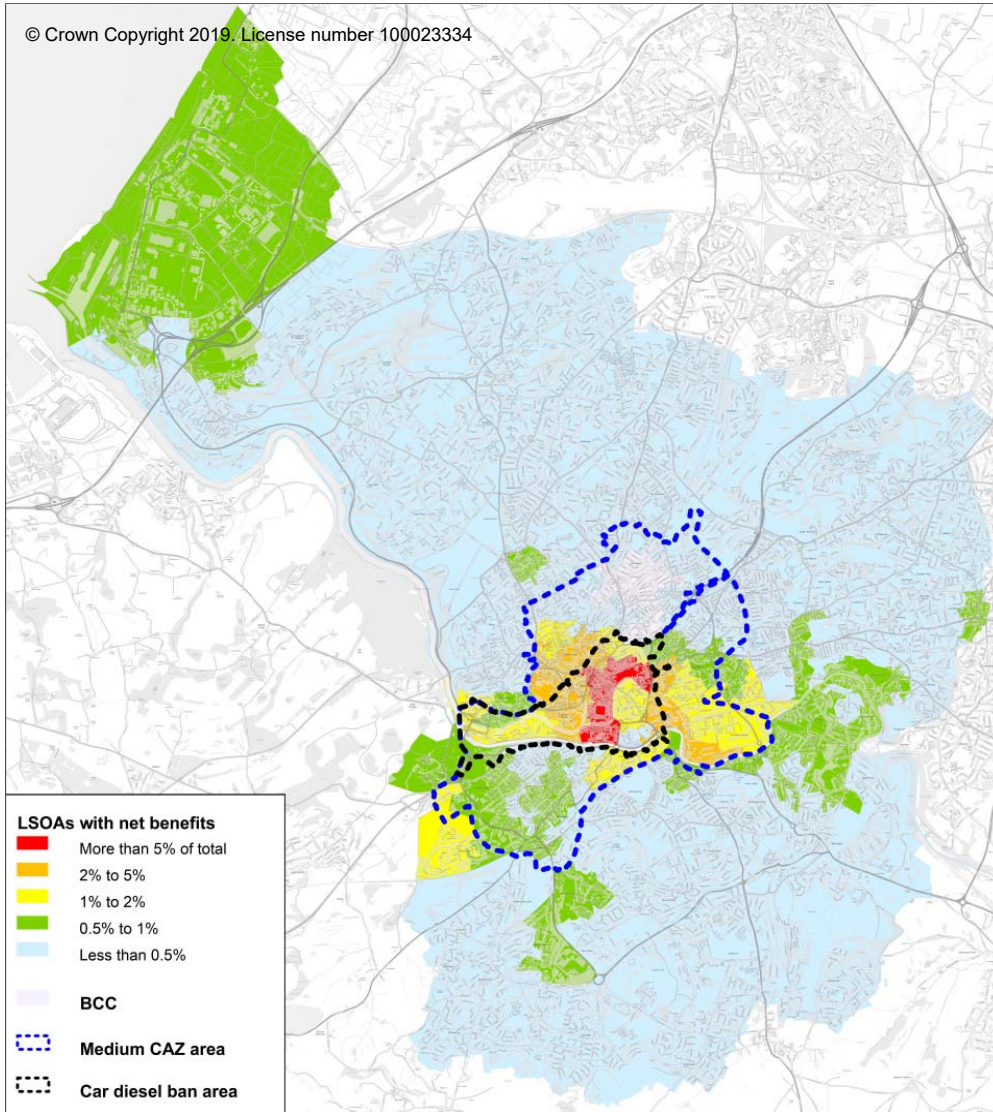 © Crown Copyright 2019. License number 100023334
LSOAs with net benefits
More than 5% of total
2% to 5%
1% to 2%
0.5% to 1%
Less than 0.5%
BCC
Medium CAZ area
Car diesel ban area